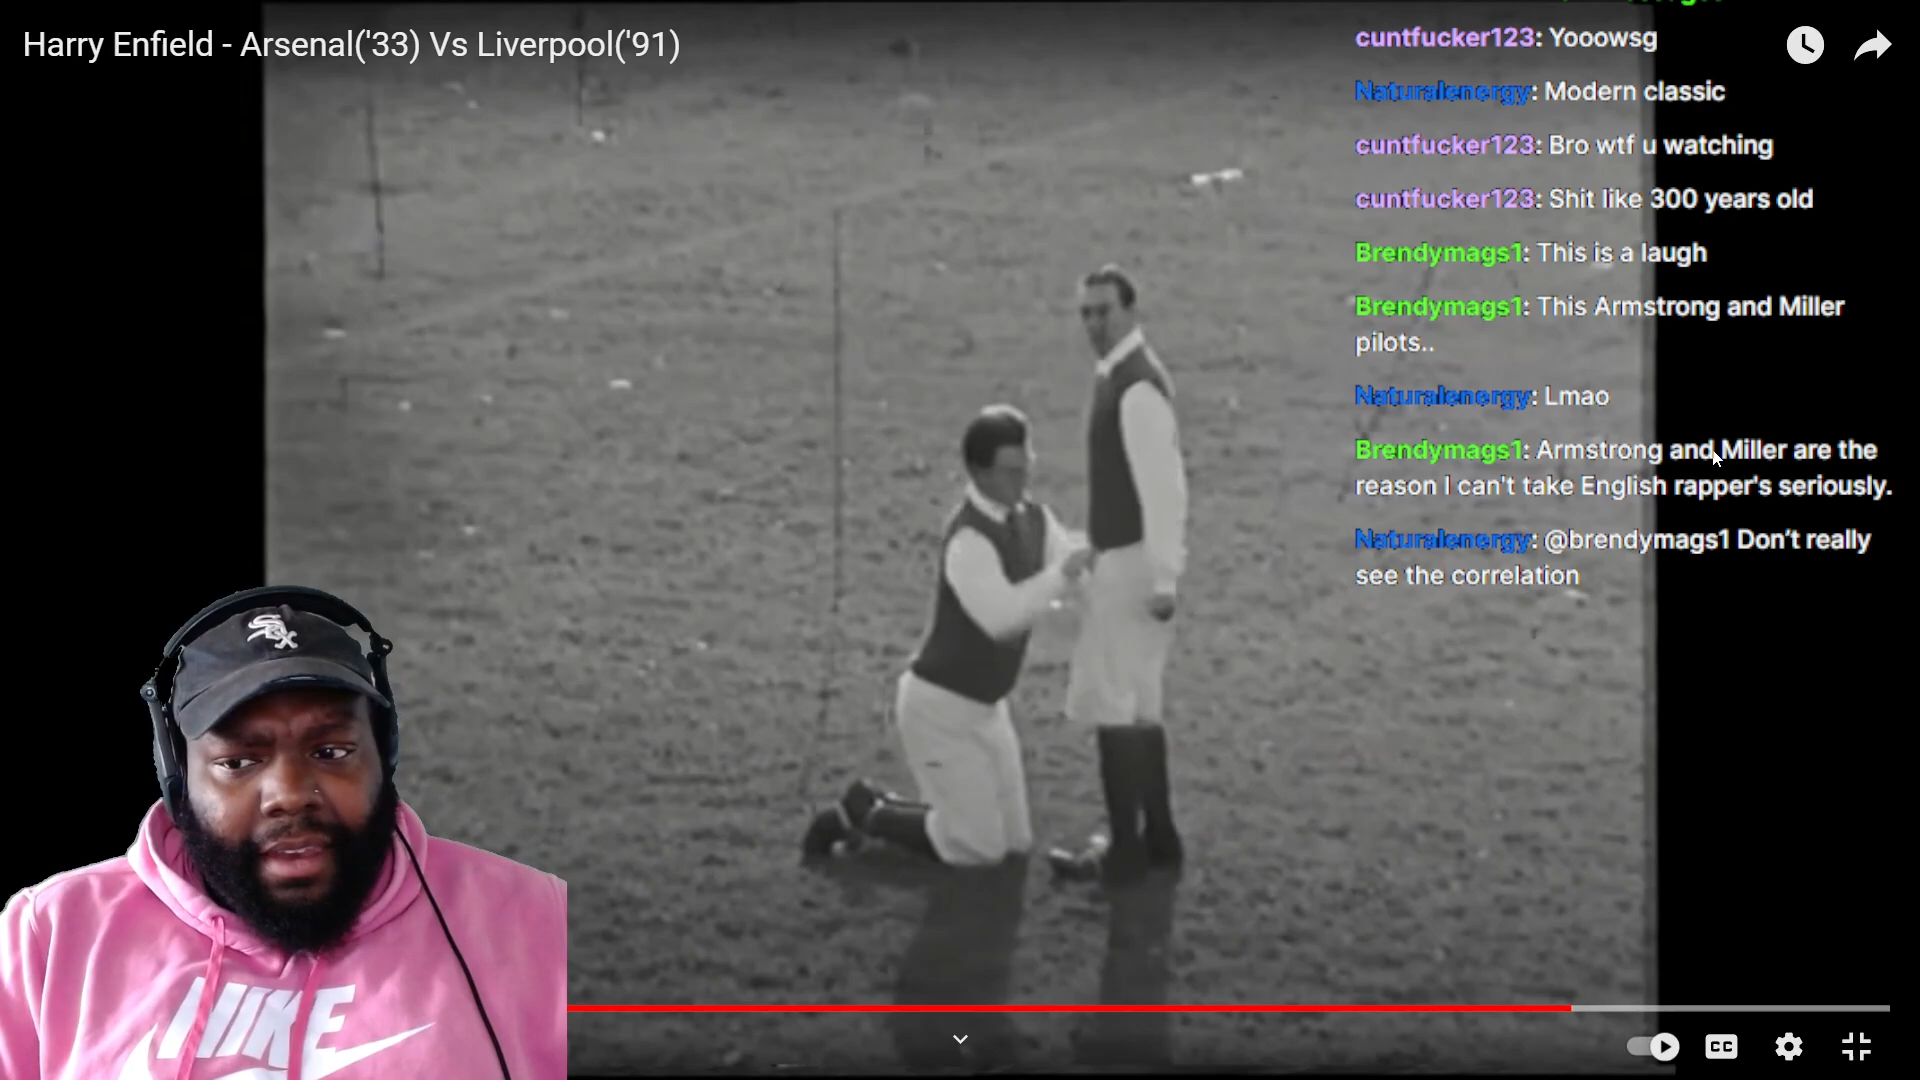 Harry Enfield - Arsenal('33) Vs Liverpool('91)
cuntfucker123: Yooowsg
Naturalenergy: Modern classic
cuntfucker123: Bro wtf u watching
cuntfucker123: Shit like 300 years old
Brendymags1: This is a laugh
Brendymags1: This Armstrong and Miller
pilots..
Naturalenergy: Lmao
Brendymags1: Armstrong and Miller are the
reason I can't take English rapper's seriously.
Naturalenergy: @brendymags1 Don't really
see the correlation
SOX
NIKE
CC